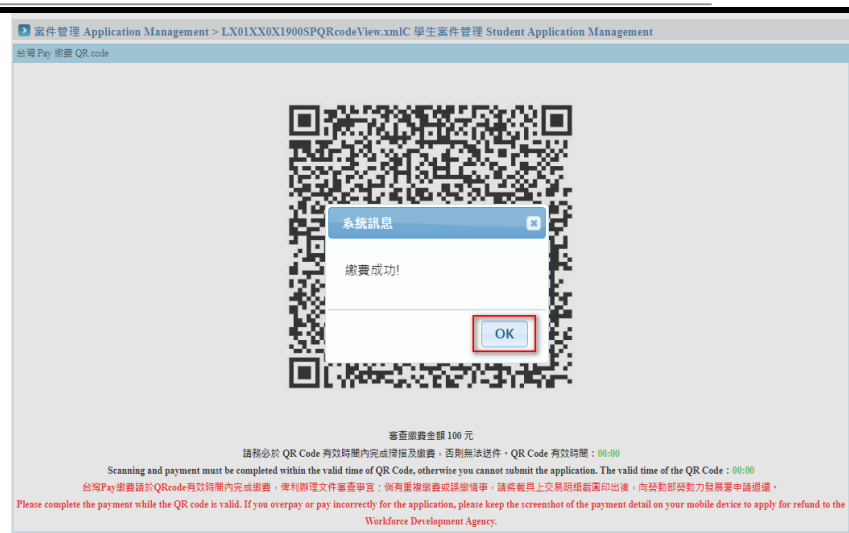 案件管理 Application Management > LX01XX0X1900SPQRcodeView.xmlC 學生案件管理 Student Application Management
台灣 Pay 繳費 QR code
系統訊息
繳費成功!
OK
審查繳費金額 100 元
請務必於 QR Code 有效時間內完成掃描及繳費，否則無法送件。QR Code 有效時間：00:00
Scanning and payment must be completed within the valid time of QR Code, otherwise you cannot submit the application. The valid time of the QR Code：00:00
台灣Pay繳費請於QRcode有效時間內完成繳費，俾利辦理文件審查事宜；倘有重複繳費或誤繳情事，請將載具上交易明細截圖印出後，向勞動部勞動力發展署申請退還。
Please complete the payment while the QR code is valid. If you overpay or pay incorrectly for the application, please keep the screenshot of the payment detail on your mobile device to apply for refund to the
Workforce Development Agency.